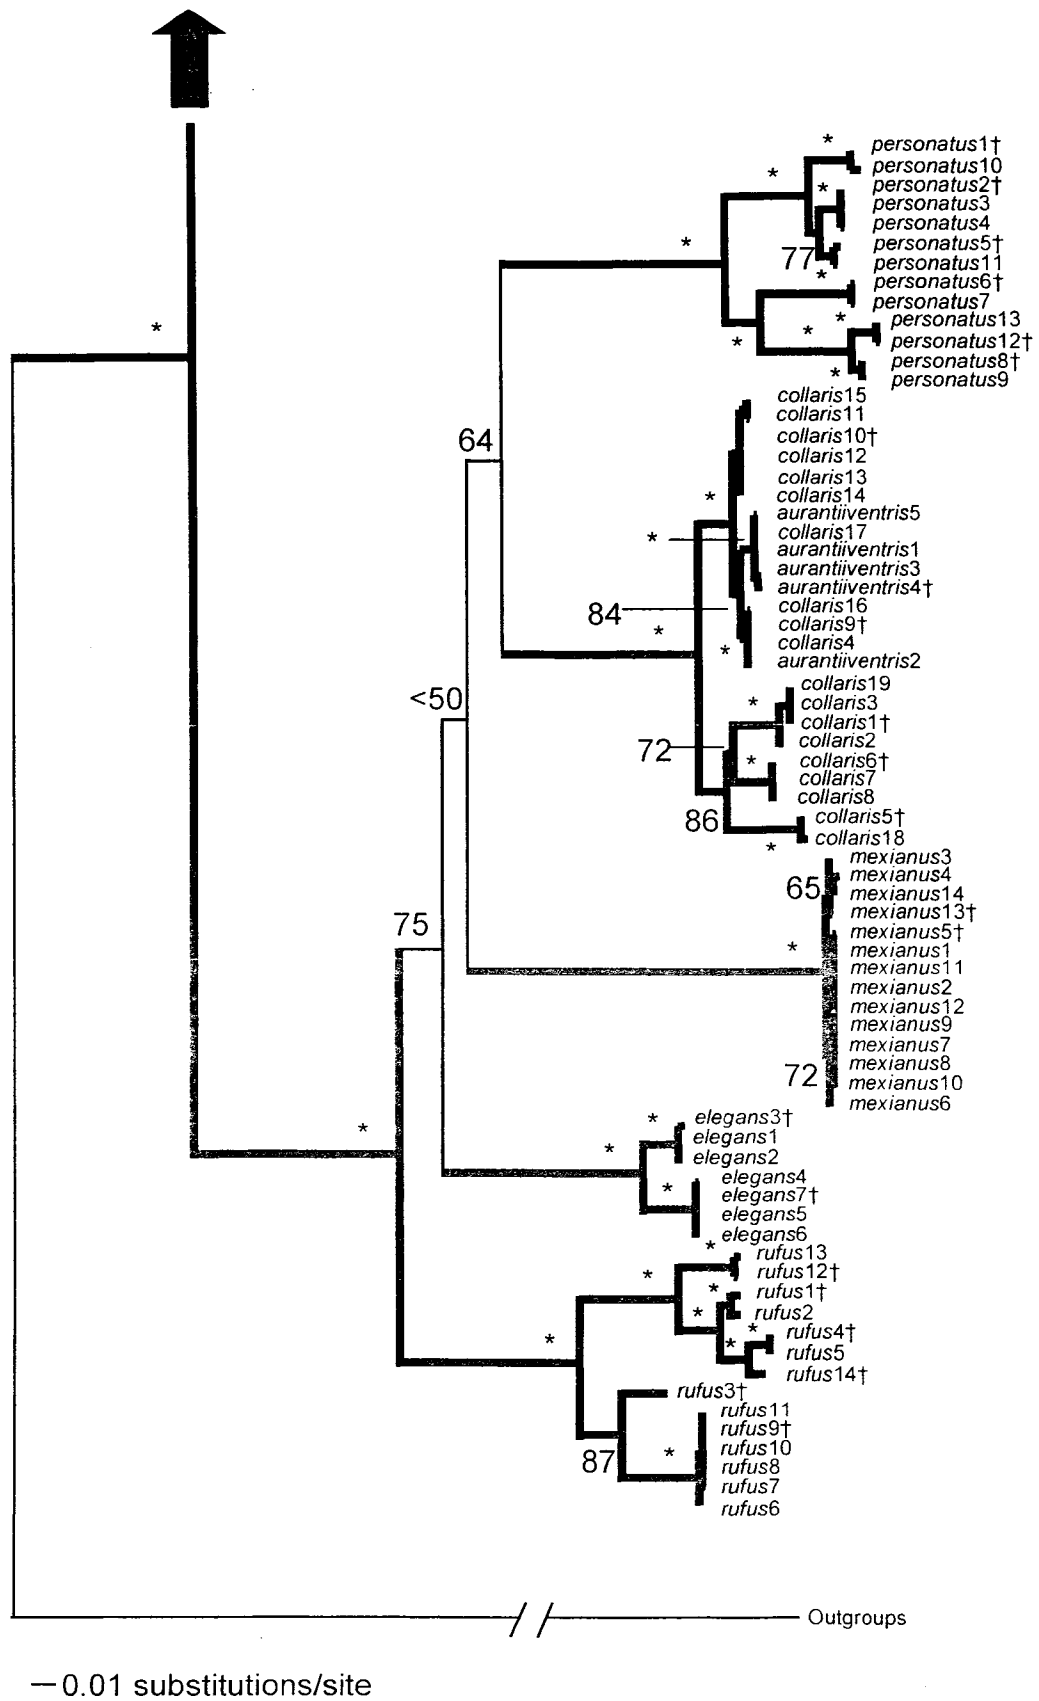 *
personatus1†
*
personatus10
*
personatus2†
*
personatus3
personatus4
*
personatus5†
77
personatus11
*
personatus6†
personatus7
*
personatus13
*
*
personatus12†
*
personatus8†
*
personatus9
collaris15
collaris11
collaris10†
64
collaris12
collaris13
*
collaris14
aurantiiventris5
*
collaris17
aurantiiventris1
aurantiiventris3
aurantiiventris4†
84
collaris16
*
collaris9†
*
collaris4
aurantiiventris2
<50
collaris19
*
collaris3
collaris1†
72
collaris2
*
collaris6†
collaris7
collaris8
86
collaris5†
*
collaris18
mexianus3
65
mexianus4
mexianus14
75
mexianus13†
mexianus5†
*
mexianus1
mexianus11
mexianus2
mexianus12
mexianus9
mexianus7
mexianus8
72
mexianus10
mexianus6
*
*
elegans3†
*
elegans1
elegans2
elegans4
*
elegans7†
elegans5
elegans6
*
rufus13
*
rufus12†
*
rufus1†
*
rufus2
*
*
*
rufus4†
rufus5
rufus14†
rufus3†
rufus11
rufus9†
87
*
rufus10
rufus8
rufus7
rufus6
Outgroups
0.01 substitutions/site